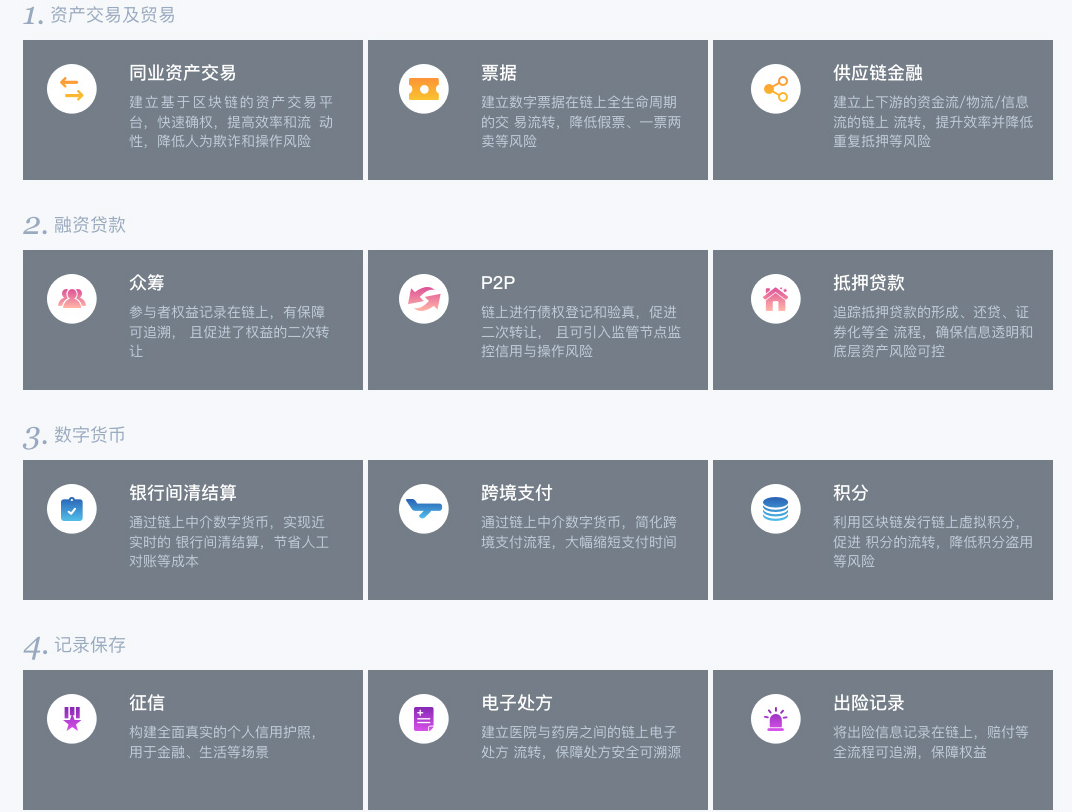 1. 资产交易及贸易
同业资产交易
建立基于区块链的资产交易平
台，快速确权，提高效率和流 动
性，降低人为欺诈和操作风险
票据
建立数字票据在链上全生命周期
的交 易流转，降低假票、一票两
卖等风险
供应链金融
建立上下游的资金流/物流/信息
流的链上 流转，提升效率并降低
重复抵押等风险
2. 融资贷款
众筹
参与者权益记录在链上，有保障
可追溯， 且促进了权益的二次转
让
P2P
链上进行债权登记和验真，促进
二次转让， 且可引入监管节点监
控信用与操作风险
抵押贷款
追踪抵押贷款的形成、还贷、证
券化等全 流程，确保信息透明和
底层资产风险可控
3. 数字货币
银行间清结算
通过链上中介数字货币，实现近
实时的 银行间清结算，节省人工
对账等成本
跨境支付
通过链上中介数字货币，简化跨
境支付流程，大幅缩短支付时间
积分
利用区块链发行链上虚拟积分，
促进 积分的流转，降低积分盗用
等风险
4. 记录保存
征信
构建全面真实的个人信用护照，
用于金融、生活等场景
电子处方
建立医院与药房之间的链上电子
处方 流转，保障处方安全可溯源
出险记录
将出险信息记录在链上，赔付等
全流程可追溯，保障权益